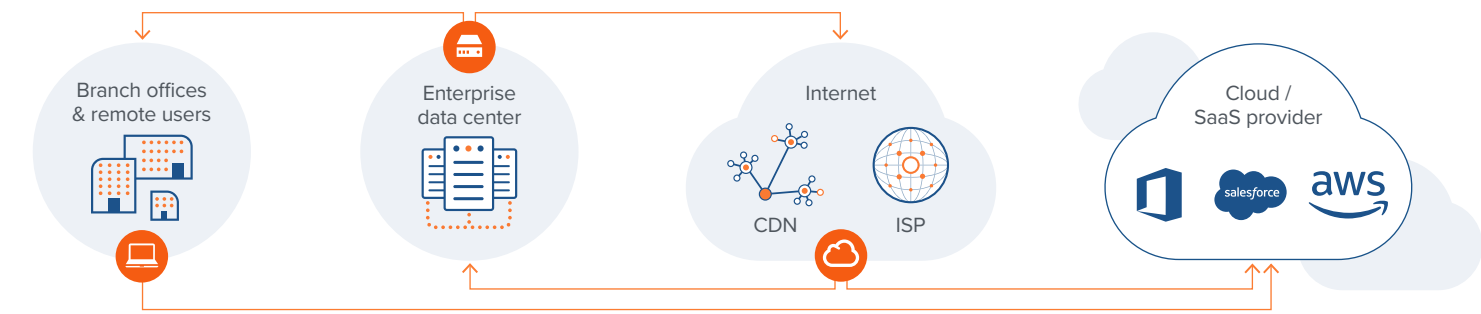 Branch offices
& remote users
Enterprise
data center
Internet
CDN
ISP
Cloud /
SaaS provider
salesforce
aws